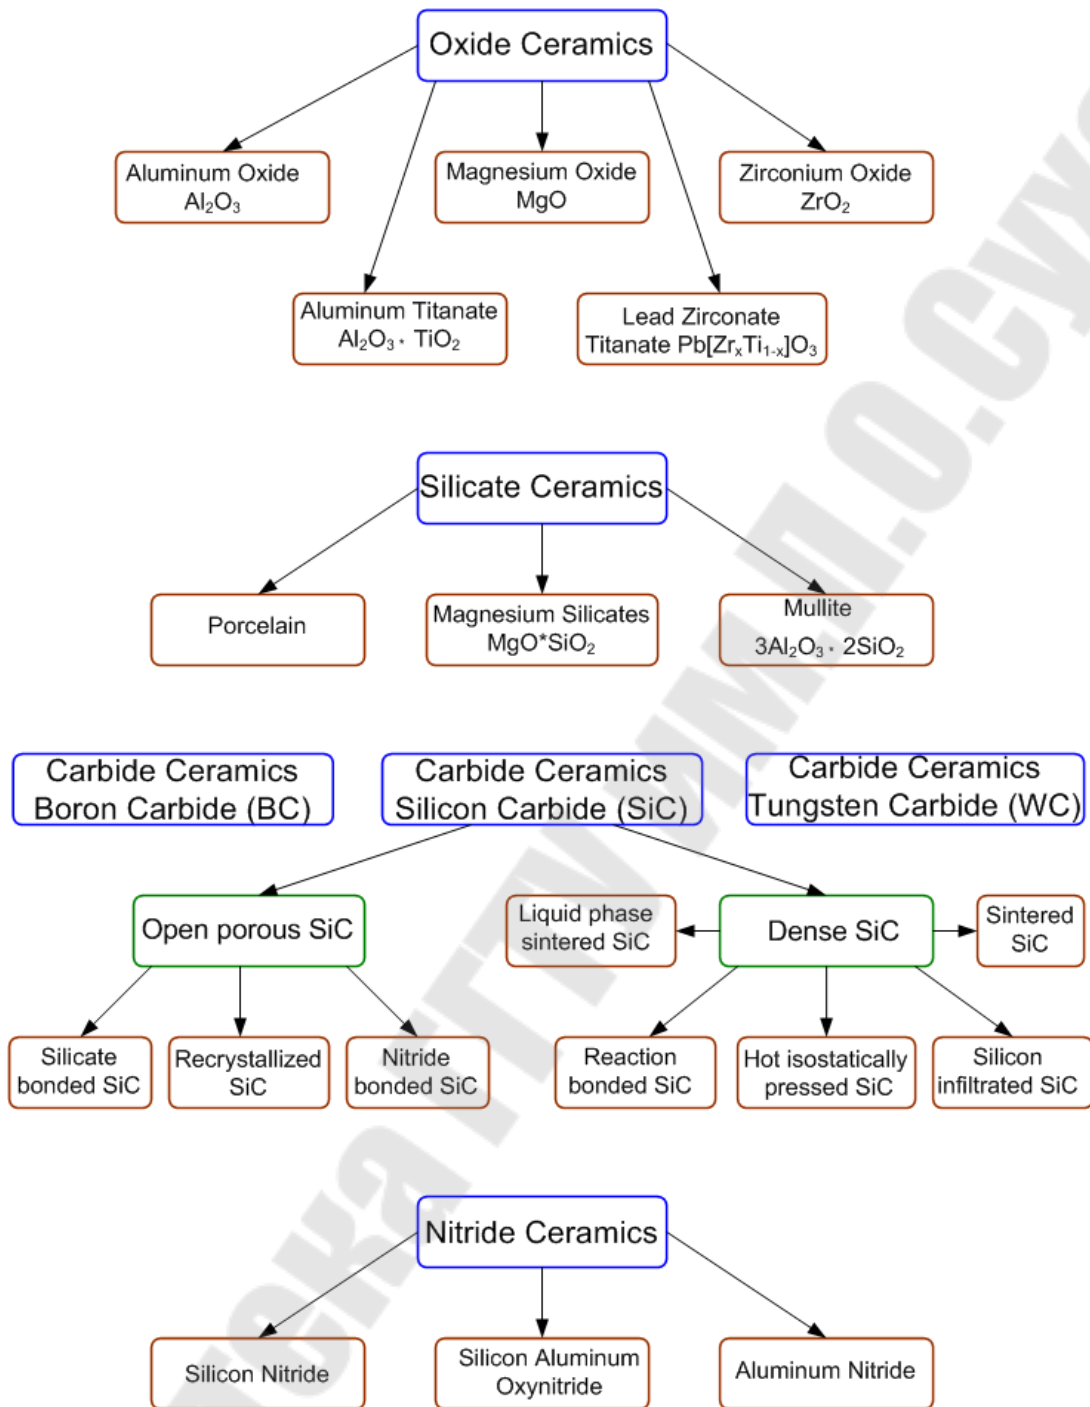 Oxide Ceramics
Aluminum Oxide
Al₂O₃
Magnesium Oxide
MgO
Zirconium Oxide
ZrO₂
Aluminum Titanate
Al₂O₃ * TiO₂
Lead Zirconate
Titanate Pb[ZrₓTi₁₋ₓ]O₃
Silicate Ceramics
Porcelain
Magnesium Silicates
MgO*SiO₂
Mullite
3Al₂O₃ * 2SiO₂
Carbide Ceramics
Boron Carbide (BC)
Carbide Ceramics
Silicon Carbide (SiC)
Carbide Ceramics
Tungsten Carbide (WC)
Open porous SiC
Liquid phase
sintered SiC
Dense SiC
Sintered
SiC
Silicate
bonded SiC
Recrystallized
SiC
Nitride
bonded SiC
Reaction
bonded SiC
Hot isostatically
pressed SiC
Silicon
infiltrated SiC
Nitride Ceramics
Silicon Nitride
Silicon Aluminum
Oxynitride
Aluminum Nitride
ГГТУ им.П.О.